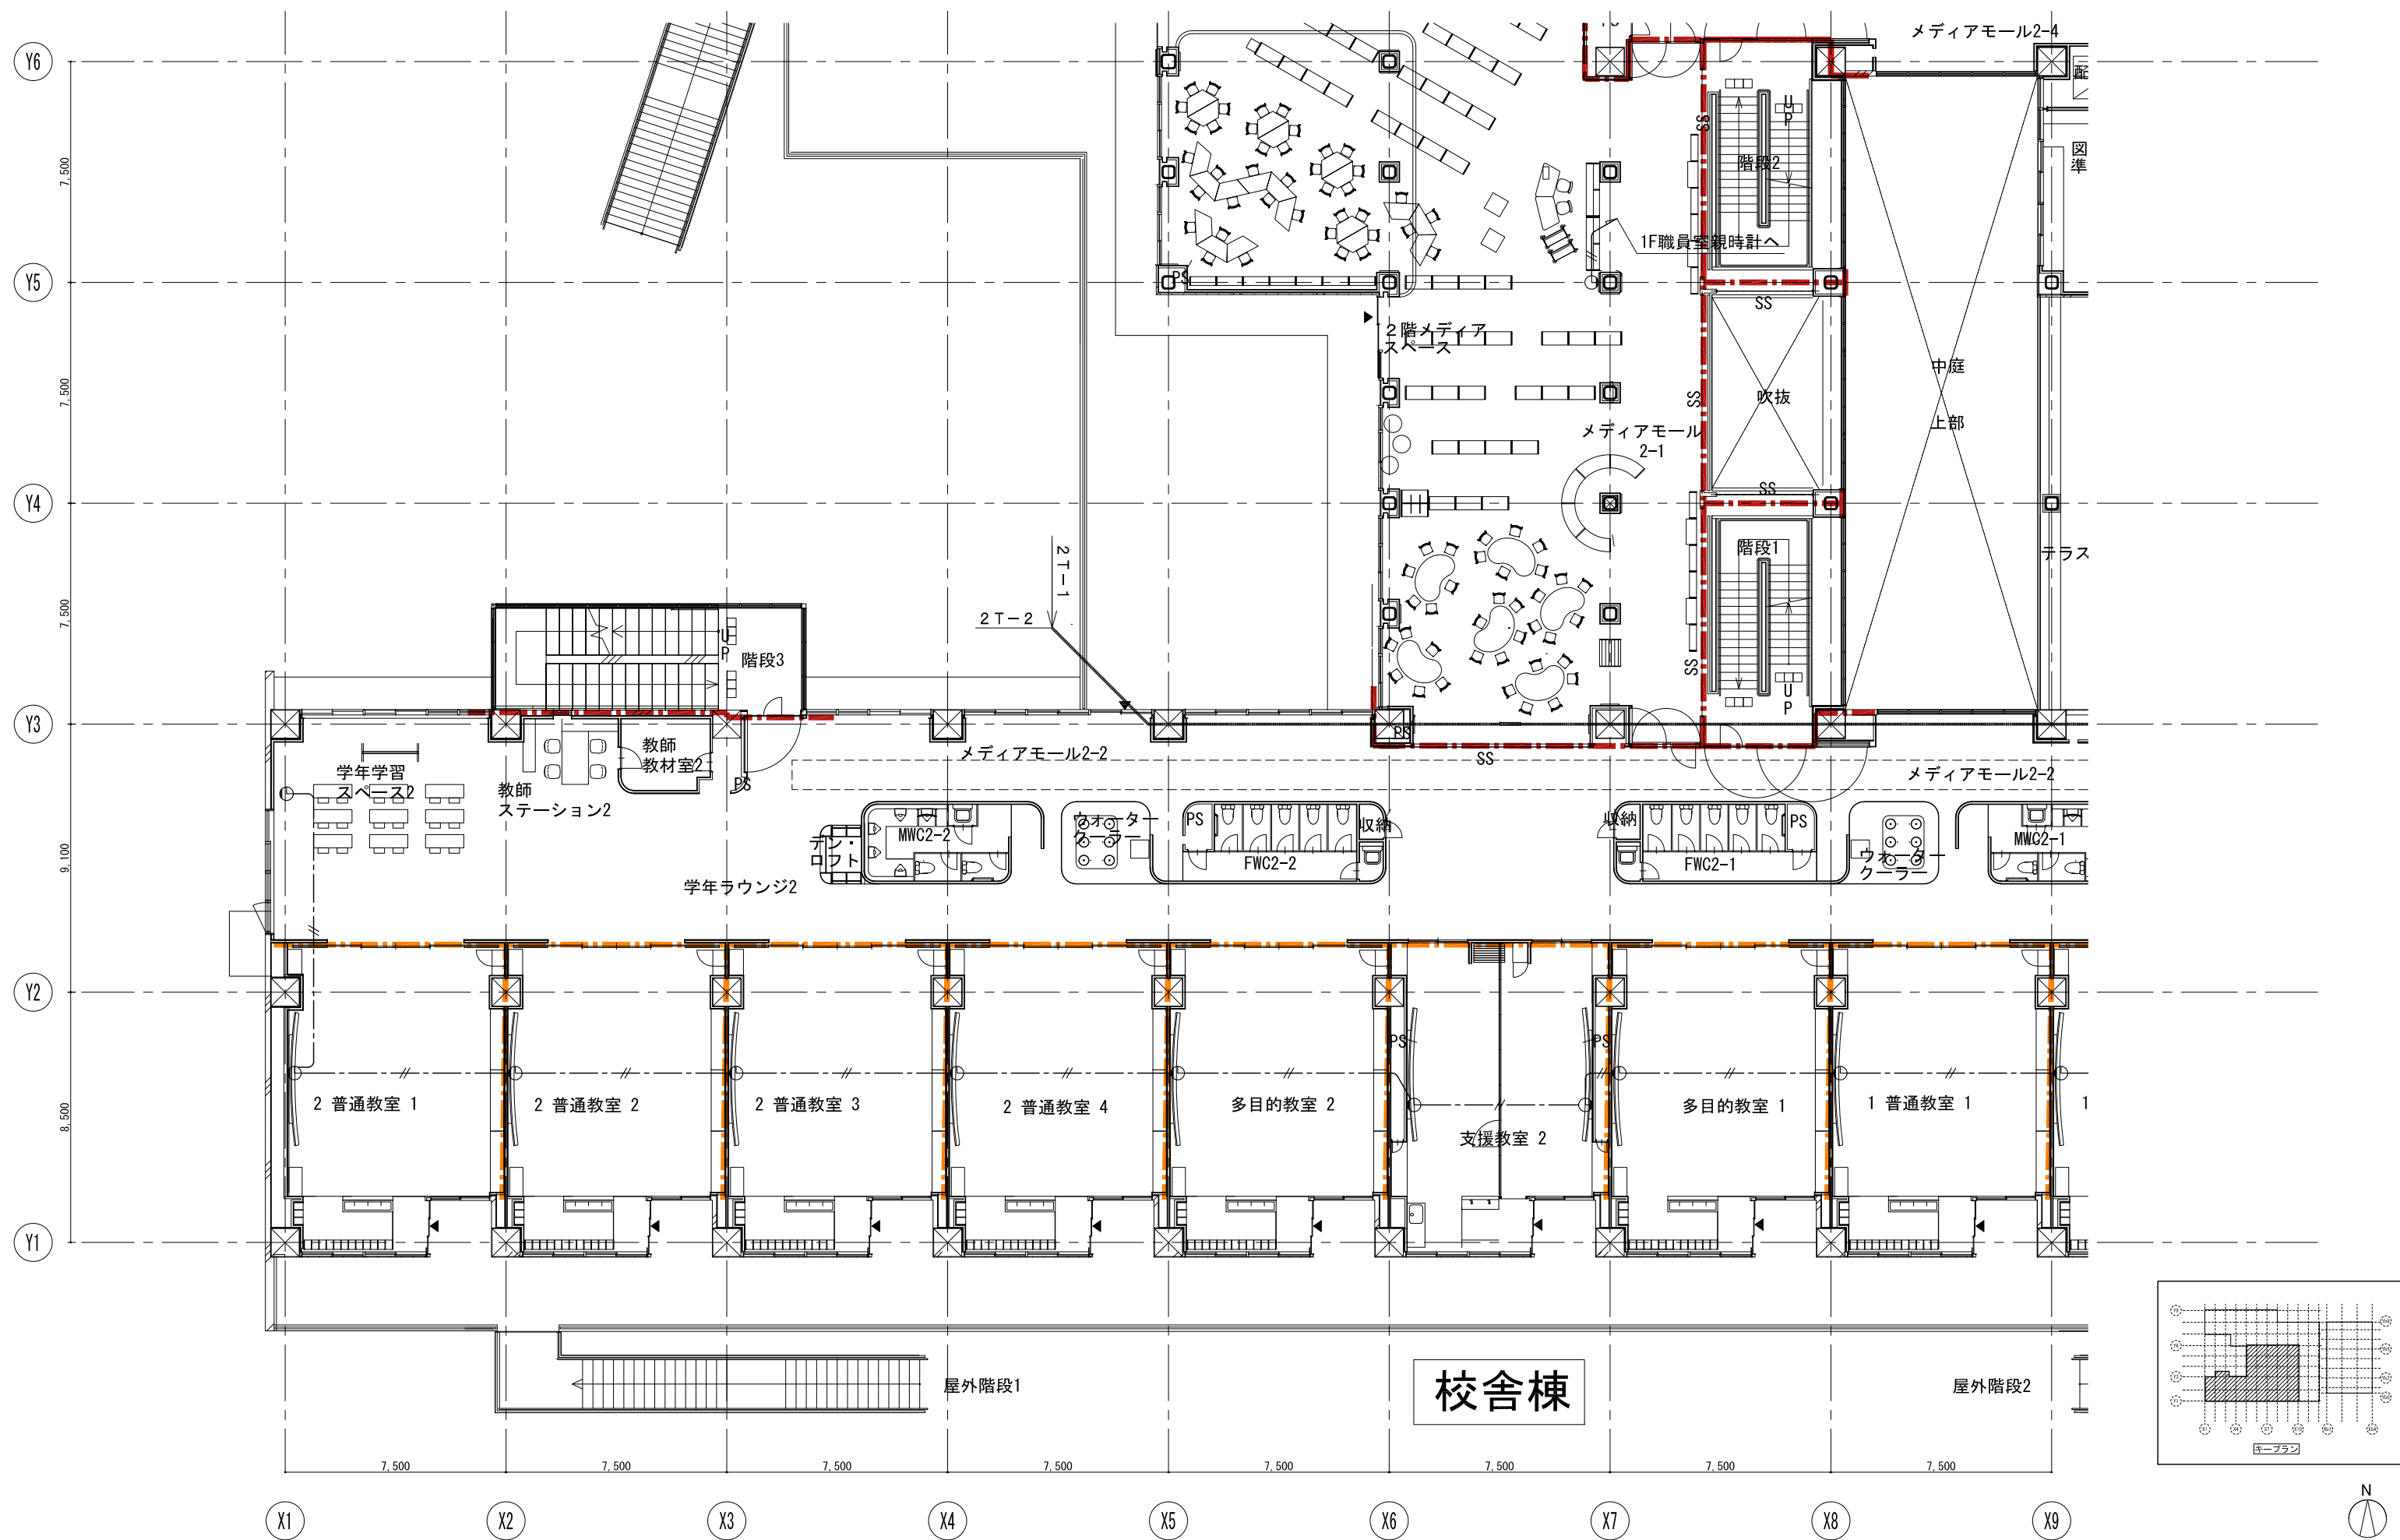 メディアモール2-4
Y6
配
UP
SS
図
準
階段2
7,500
1F職員室親時計へ
Y5
PS
SS
２階メディア
スペース
中庭
7,500
吹抜
SS
上部
メディアモール
2-1
Y4
SS
階段1
テラス
2T-1
7,500
2T-2
UP
階段3
SS
UP
Y3
PS
教師
教材室2
メディアモール2-2
SS
学年学習
スペース2
メディアモール2-2
教師
ステーション2
PS
ウォーター
クーラー
PS
収納
収納
PS
MWC2-2
デン・
ロフト
FWC2-2
FWC2-1
ウォーター
クーラー
MWC2-1
9,100
学年ラウンジ2
Y2
PS
PS
2 普通教室 1
2 普通教室 2
2 普通教室 3
2 普通教室 4
多目的教室 2
支援教室 2
多目的教室 1
1 普通教室 1
1
8,500
Y1
屋外階段1
校舎棟
屋外階段2
キープラン
7,500
7,500
7,500
7,500
7,500
7,500
7,500
7,500
N
X1
X2
X3
X4
X5
X6
X7
X8
X9